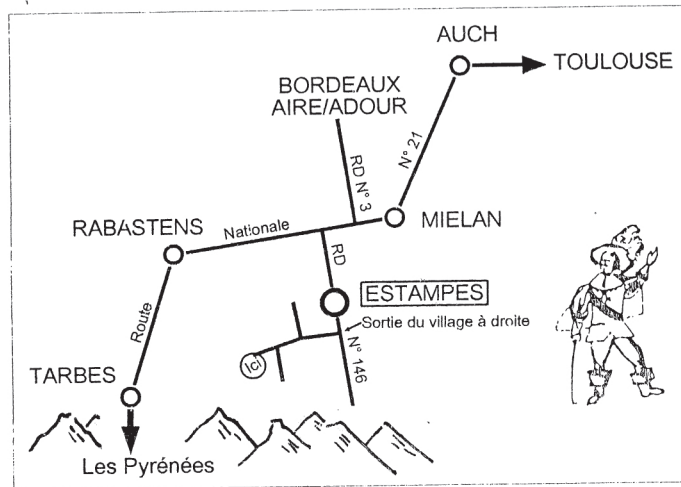 AUCH
TOULOUSE
BORDEAUX
AIRE/ADOUR
N° 21
RD N° 3
MIELAN
RABASTENS
Nationale
RD
ESTAMPES
Sortie du village à droite
Route
Ici
N° 146
TARBES
Les Pyrénées